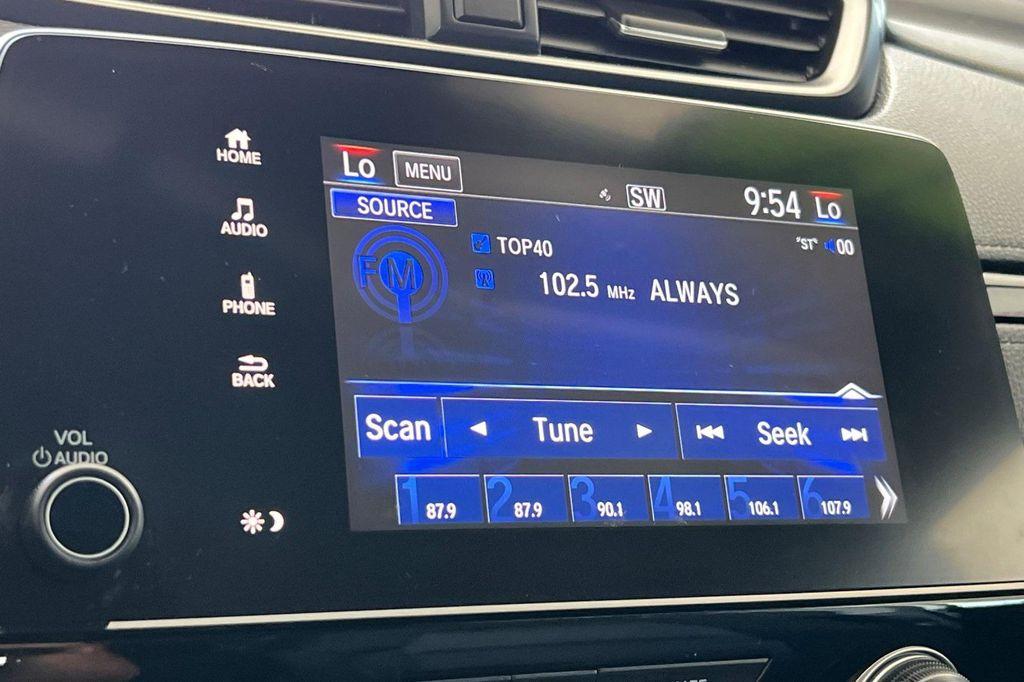 HOME
AUDIO
PHONE
BACK
VOL
AUDIO
Lo MENU SW 9:54 Lo
SOURCE
FM
TOP40 "ST" 00
102.5 MHz ALWAYS
Scan Tune Seek
1 87.9 2 87.9 3 90.1 4 98.1 5 106.1 6 107.9